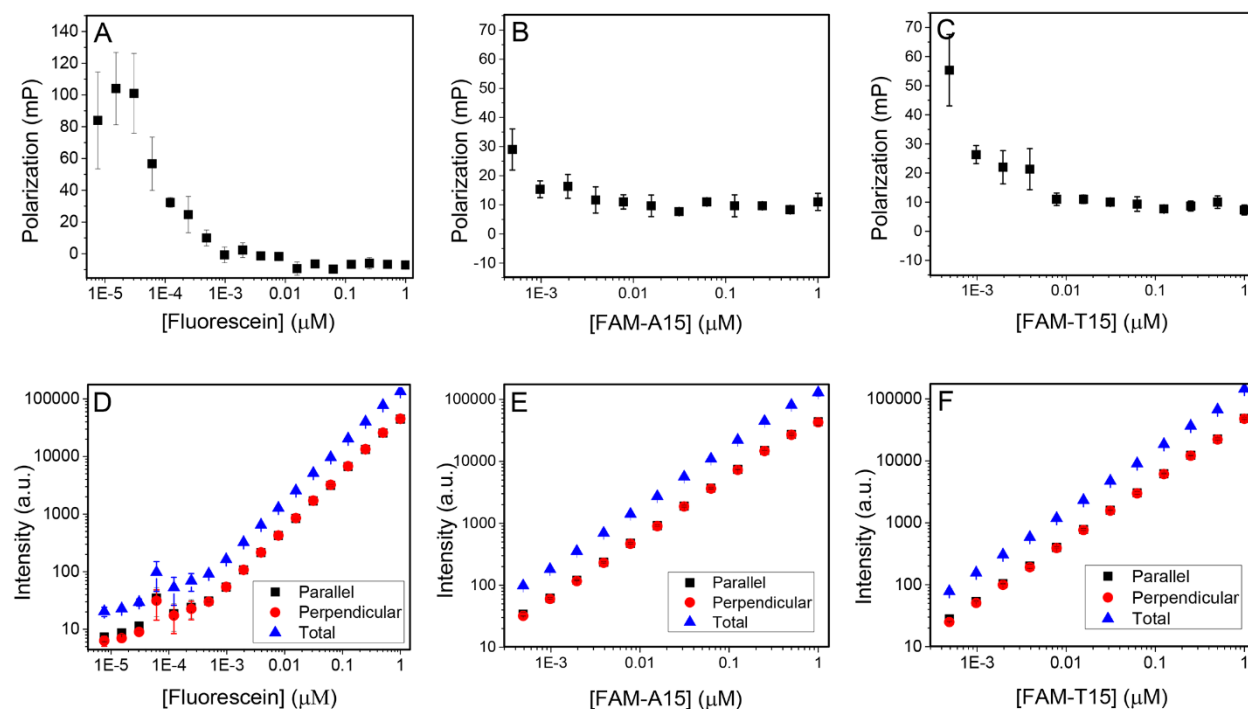 A
Polarization (mP)
140
120
100
80
60
40
20
0
1E-5 1E-4 1E-3 0.01 0.1 1
[Fluorescein] (μM)
B
Polarization (mP)
70
60
50
40
30
20
10
0
-10
1E-3 0.01 0.1 1
[FAM-A15] (μM)
C
Polarization (mP)
70
60
50
40
30
20
10
0
-10
1E-3 0.01 0.1 1
[FAM-T15] (μM)
D
Intensity (a.u.)
100000
10000
1000
100
10
Parallel
Perpendicular
Total
1E-5 1E-4 1E-3 0.01 0.1 1
[Fluorescein] (μM)
E
Intensity (a.u.)
100000
10000
1000
100
10
Parallel
Perpendicular
Total
1E-3 0.01 0.1 1
[FAM-A15] (μM)
F
Intensity (a.u.)
100000
10000
1000
100
10
Parallel
Perpendicular
Total
1E-3 0.01 0.1 1
[FAM-T15] (μM)